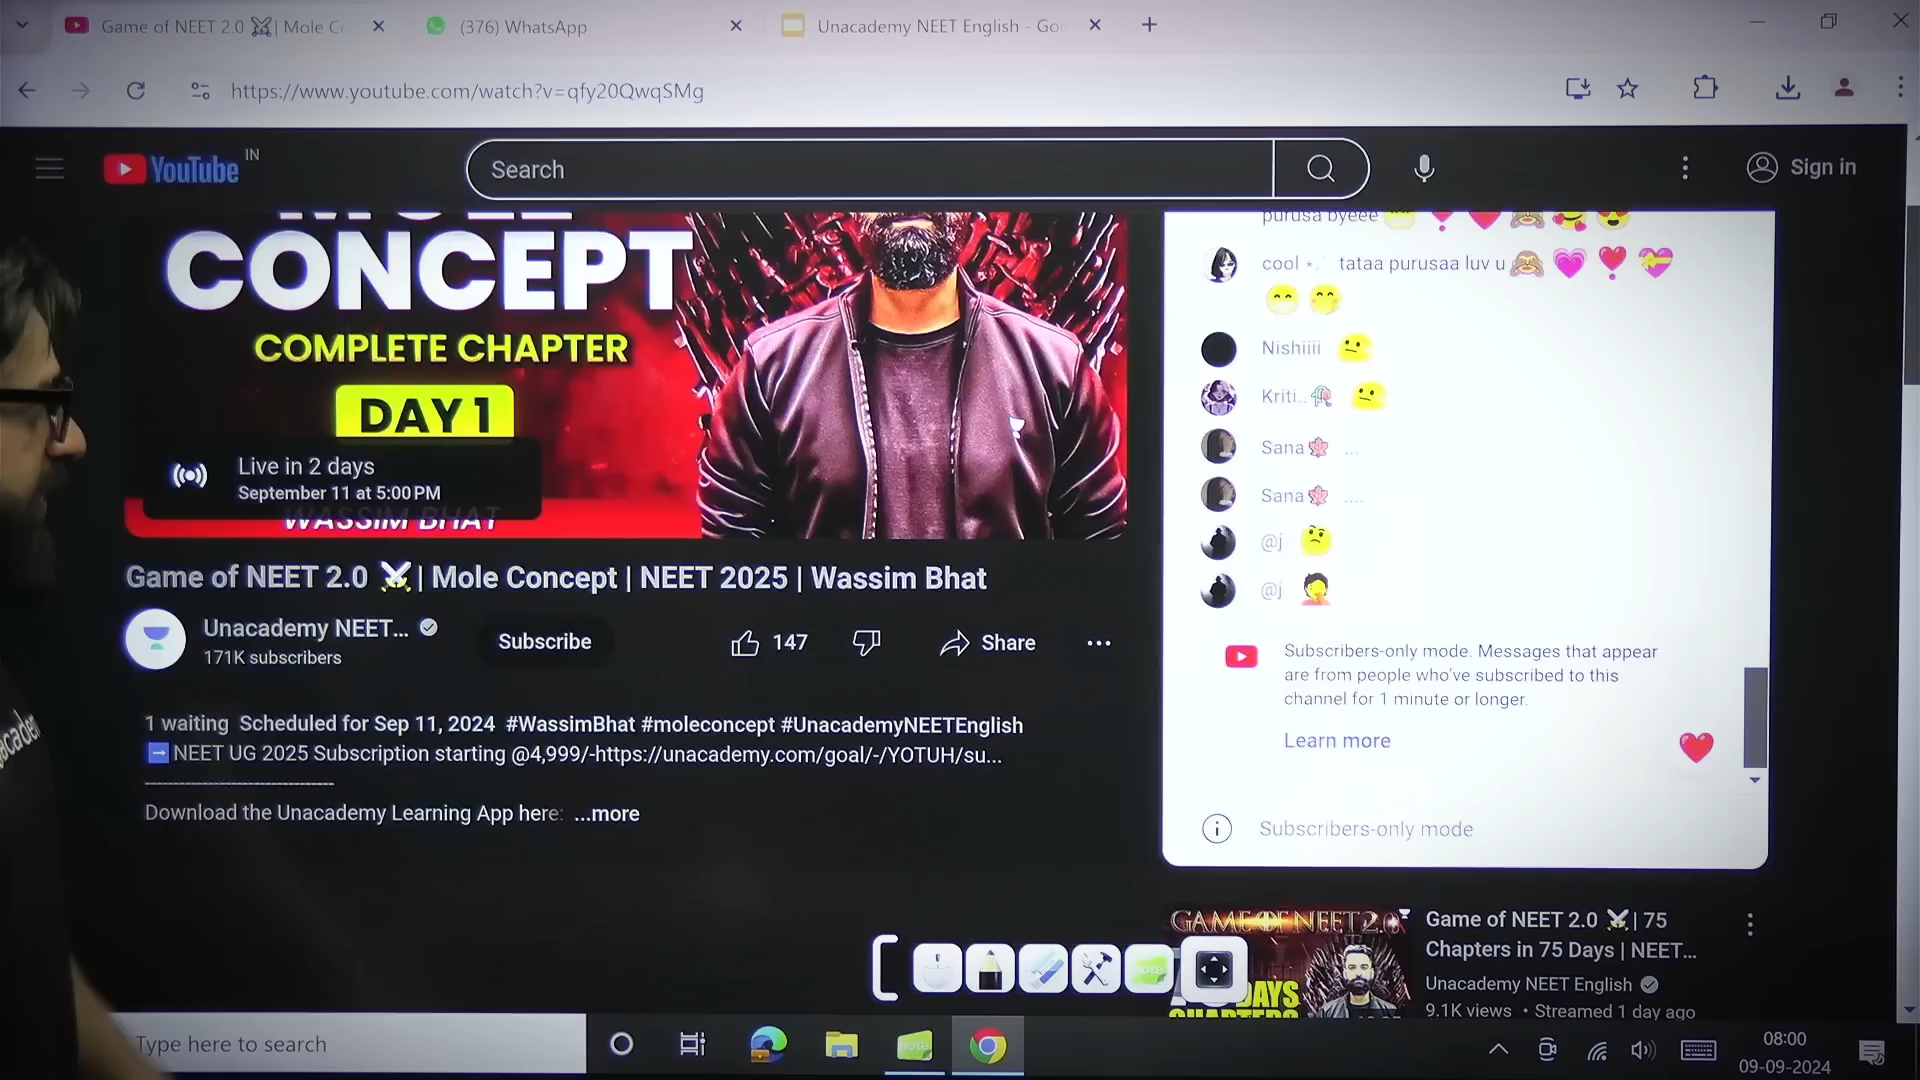 Game of NEET 2.0 ⚔ | Mole Co
(376) WhatsApp
Unacademy NEET English - Goo
https://www.youtube.com/watch?v=qfy20QwqSMg
YouTube IN
Search
Sign in
MOLE
CONCEPT
COMPLETE CHAPTER
DAY 1
Live in 2 days
September 11 at 5:00 PM
WASSIM BHAT
Game of NEET 2.0 ⚔ | Mole Concept | NEET 2025 | Wassim Bhat
Unacademy NEET...
171K subscribers
Subscribe
147
Share
1 waiting Scheduled for Sep 11, 2024 #WassimBhat #moleconcept #UnacademyNEETEnglish
➡NEET UG 2025 Subscription starting @4,999/-https://unacademy.com/goal/-/YOTUH/su...
Download the Unacademy Learning App here: ...more
purusa byeee
cool ⋆ tataa purusaa luv u
Nishiiii
Kriti..
Sana🍁 ...
Sana🍁 ....
@j
@j
Subscribers-only mode. Messages that appear
are from people who've subscribed to this
channel for 1 minute or longer.
Learn more
Subscribers-only mode
GAME OF NEET 2.0
DAYS
CHAPTERS
Game of NEET 2.0 ⚔ | 75
Chapters in 75 Days | NEET...
Unacademy NEET English
9.1K views • Streamed 1 day ago
Type here to search
08:00
09-09-2024